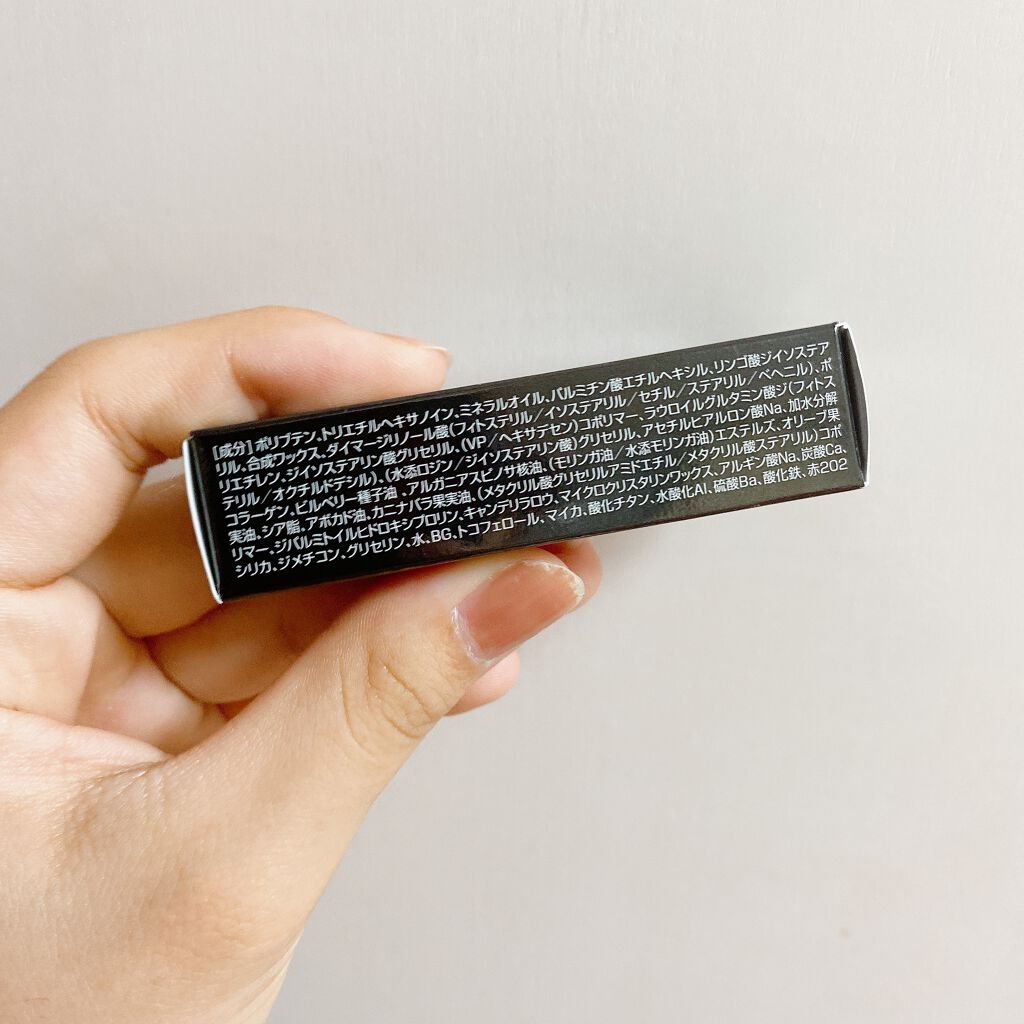 [成分] ポリブテン、トリエチルヘキサノイン、ミネラルオイル、パルミチン酸エチルヘキシル、リンゴ酸ジイソステア
リル、合成ワックス、ダイマージリノール酸(フィトステリル/イソステアリル/セチル/ステアリル/ベヘニル)、ポ
リエチレン、ジイソステアリン酸グリセリル、(VP/ヘキサデセン)コポリマー、ラウロイルグルタミン酸ジ(フィトス
テリル/オクチルドデシル)、(水添ロジン/ジイソステアリン酸)グリセリル、アセチルヒアルロン酸Na、加水分解
コラーゲン、ビルベリー種子油、アルガニアスピノサ核油、(モリンガ油/水添モリンガ油)エステルズ、オリーブ果
実油、シア脂、アボカド油、カニナバラ果実油、(メタクリル酸グリセリルアミドエチル/メタクリル酸ステアリル)コポ
リマー、ジパルミトイルヒドロキシプロリン、キャンデリラロウ、マイクロクリスタリンワックス、アルギン酸Na、炭酸Ca、
シリカ、ジメチコン、グリセリン、水、BG、トコフェロール、マイカ、酸化チタン、水酸化Al、硫酸Ba、酸化鉄、赤202